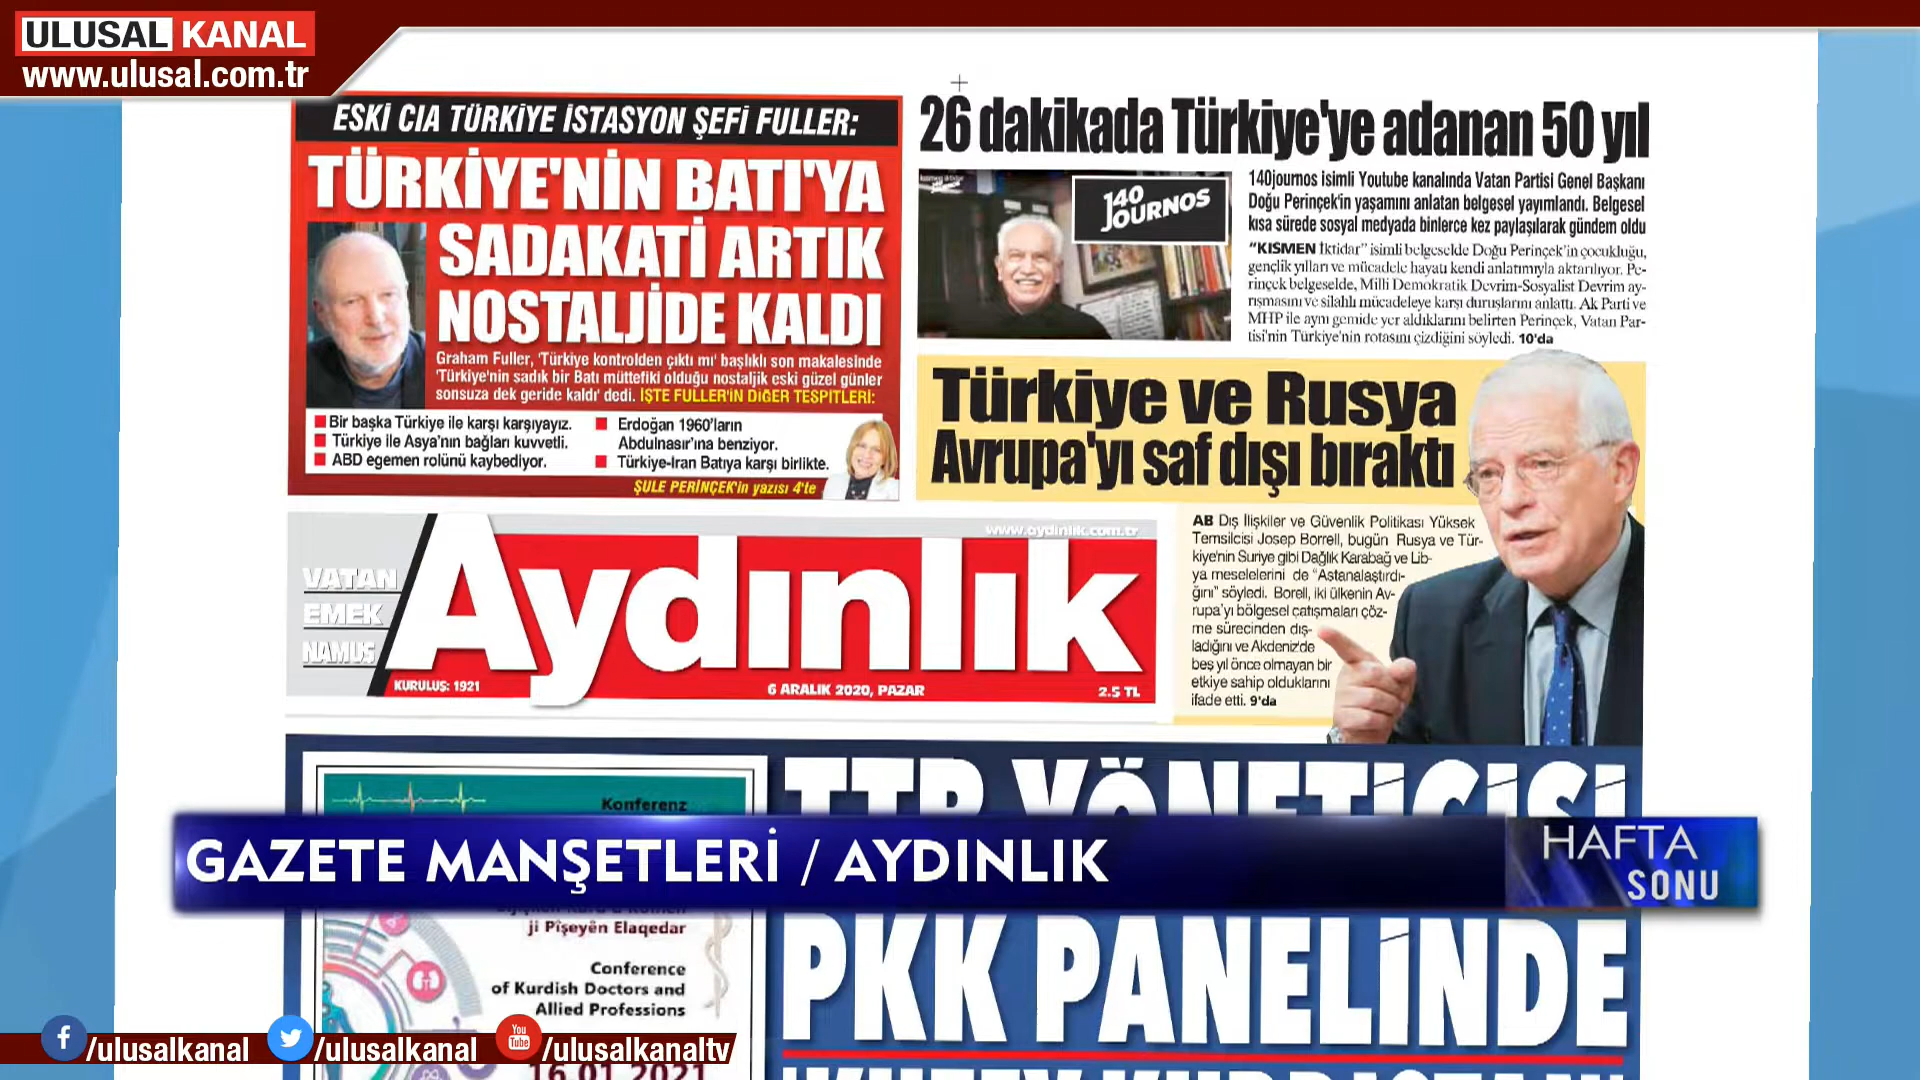 ULUSAL KANAL
www.ulusal.com.tr
ESKİ CIA TÜRKİYE İSTASYON ŞEFİ FULLER:
TÜRKİYE'NİN BATI'YA
SADAKATİ ARTIK
NOSTALJİDE KALDI
Graham Fuller, 'Türkiye kontrolden çıktı mı' başlıklı son makalesinde
'Türkiye'nin sadık bir Batı müttefiki olduğu nostaljik eski güzel günler
sonsuza dek geride kaldı' dedi. İŞTE FULLER'İN DİĞER TESPİTLERİ:
Bir başka Türkiye ile karşı karşıyayız.
Türkiye ile Asya'nın bağları kuvvetli.
ABD egemen rolünü kaybediyor.
Erdoğan 1960'ların
Abdulnasır'ına benziyor.
Türkiye-İran Batıya karşı birlikte.
ŞULE PERİNÇEK'in yazısı 4'te
26 dakikada Türkiye'ye adanan 50 yıl
140 JOURNOS
140journos isimli Youtube kanalında Vatan Partisi Genel Başkanı
Doğu Perinçek'in yaşamını anlatan belgesel yayımlandı. Belgesel
kısa sürede sosyal medyada binlerce kez paylaşılarak gündem oldu
"KISMEN İktidar" isimli belgeselde Doğu Perinçek'in çocukluğu,
gençlik yılları ve mücadele hayatı kendi anlatımıyla aktarılıyor. Pe-
rinçek belgeselde, Milli Demokratik Devrim-Sosyalist Devrim ay-
rışmasını ve silahlı mücadeleye karşı duruşlarını anlattı. Ak Parti ve
MHP ile aynı gemide yer aldıklarını belirten Perinçek, Vatan Par-
tisi'nin Türkiye'nin rotasını çizdiğini söyledi. 10'da
Türkiye ve Rusya
Avrupa'yı saf dışı bıraktı
AB Dış İlişkiler ve Güvenlik Politikası Yüksek
Temsilcisi Josep Borrell, bugün Rusya ve Tür-
kiye'nin Suriye gibi Dağlık Karabağ ve Lib-
ya meselelerini de "Astanalaştırdı-
ğını" söyledi. Borell, iki ülkenin Av-
rupa'yı bölgesel çatışmaları çöz-
me sürecinden dış-
ladığını ve Akdeniz'de
beş yıl önce olmayan bir
etkiye sahip olduklarını
ifade etti. 9'da
www.aydinlik.com.tr
VATAN
EMEK
NAMUS
Aydınlık
KURULUŞ: 1921
6 ARALIK 2020, PAZAR
2.5 TL
TTB YÖNETİCİSİ
Konferenz
GAZETE MANŞETLERİ / AYDINLIK
HAFTA
SONU
ji Pîşeyên Elaqedar
Conference
of Kurdish Doctors and
Allied Professions
16.01.2021
PKK PANELİNDE
/ulusalkanal
/ulusalkanal
You Tube
/ulusalkanaltv